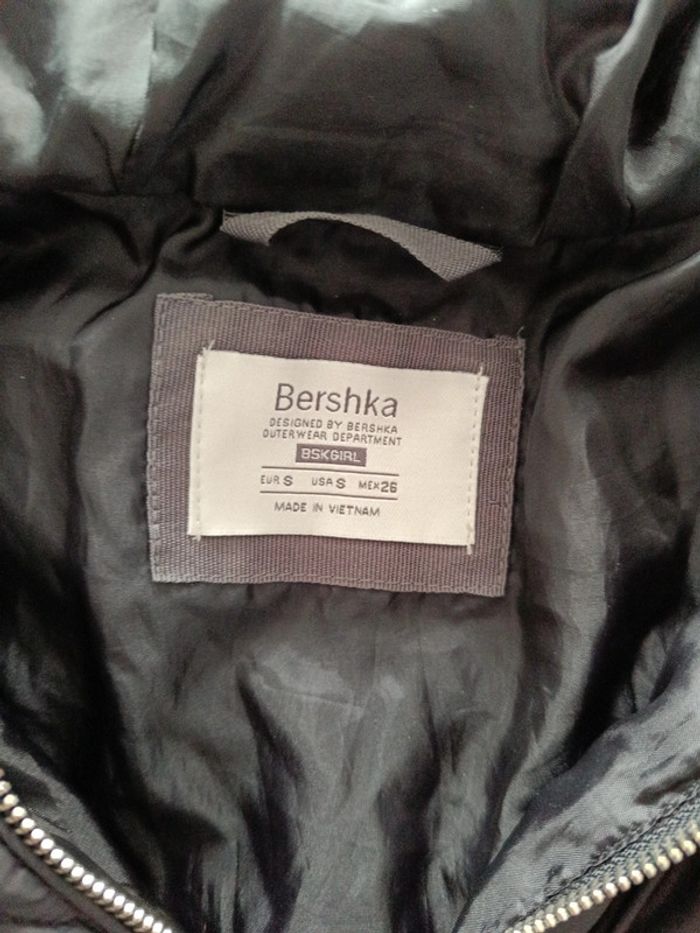 Bershka
DESIGNED BY BERSHKA
OUTERWEAR DEPARTMENT
BSKGIRL
EUR S USA S MEX 26
MADE IN VIETNAM